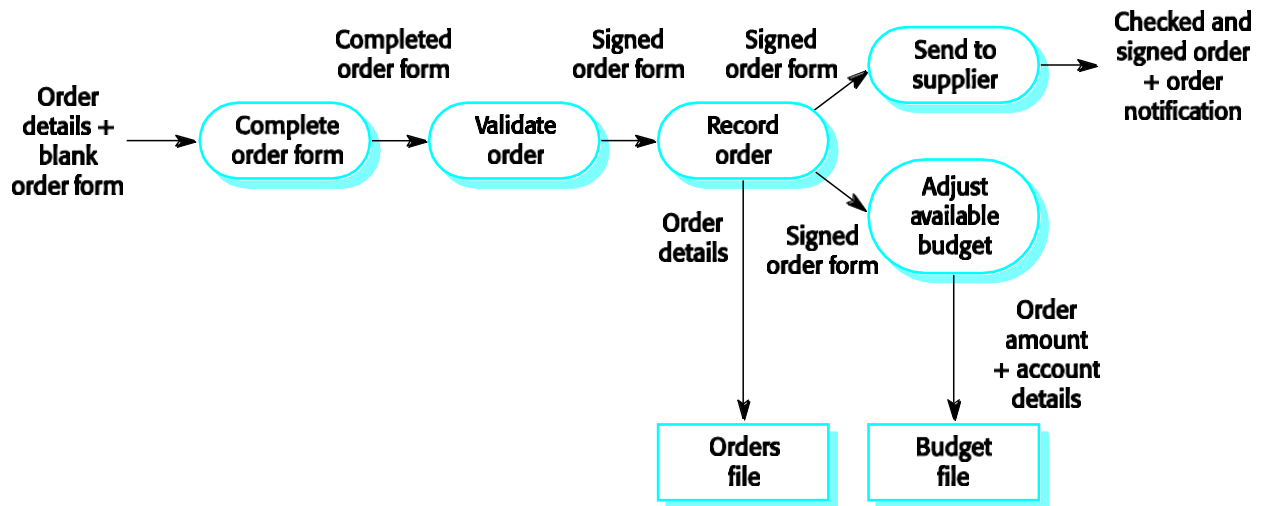 Order
details +
blank
order form
Complete
order form
Completed
order form
Validate
order
Signed
order form
Record
order
Signed
order form
Send to
supplier
Checked and
signed order
+ order
notification
Order
details
Signed
order form
Adjust
available
budget
Order
amount
+ account
details
Orders
file
Budget
file